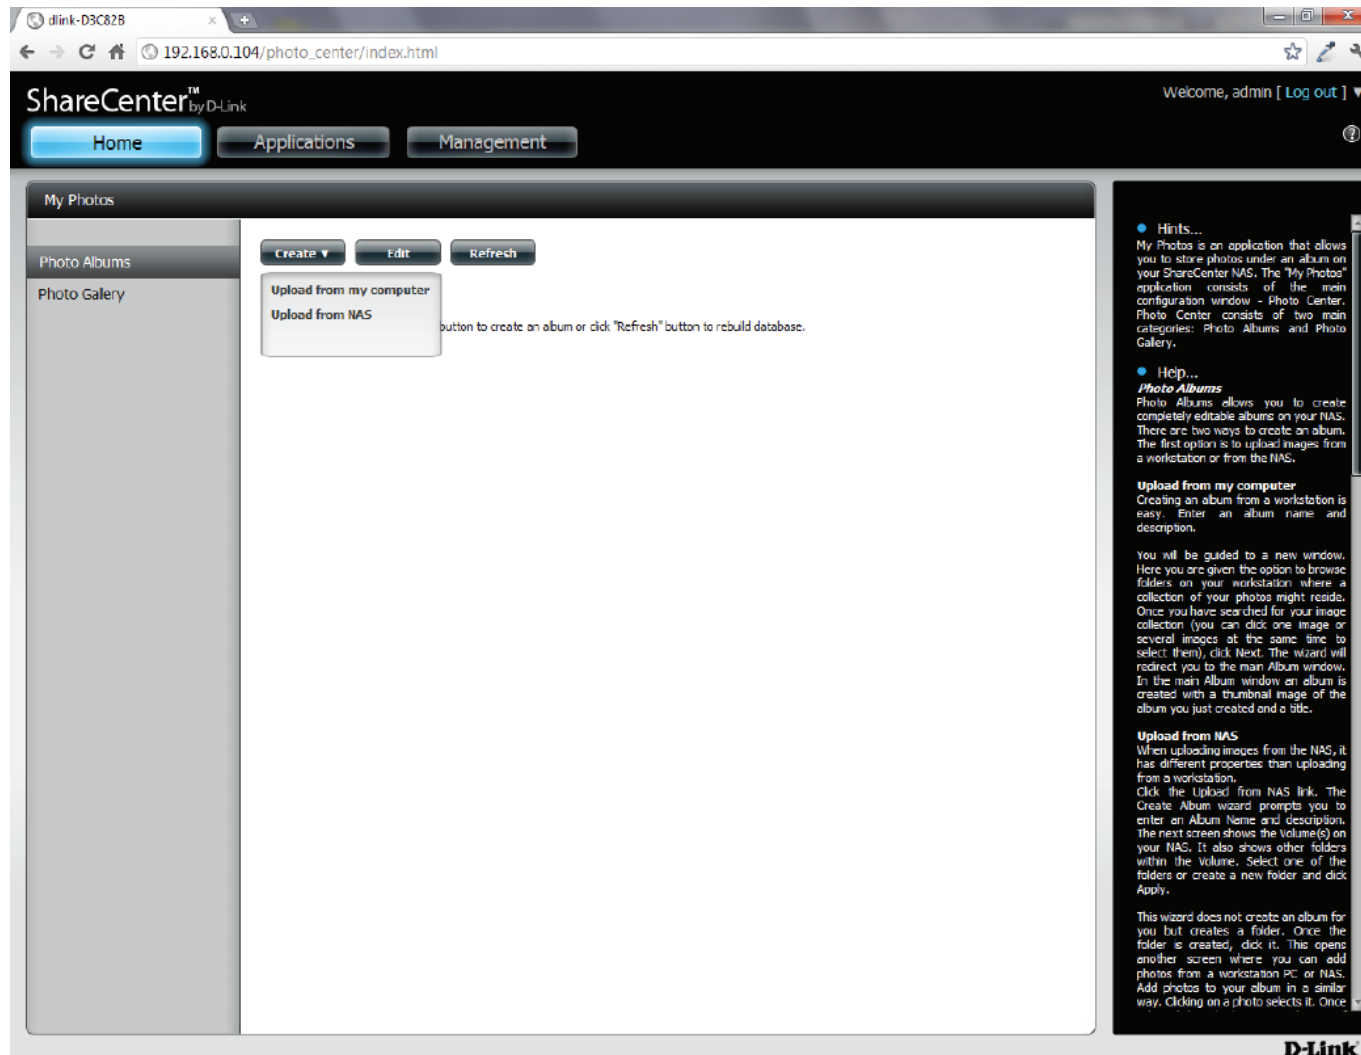 dlink-D3C82B
192.168.0.104/photo_center/index.html
ShareCenter™ by D-Link
Welcome, admin [ Log out ] ▼
Home
Applications
Management
My Photos
Photo Albums
Photo Galery
Create ▼
Edit
Refresh
Upload from my computer
Upload from NAS
button to create an album or click "Refresh" button to rebuild database.
Hints...
My Photos is an application that allows
you to store photos under an album on
your ShareCenter NAS. The "My Photos"
application consists of the main
configuration window - Photo Center.
Photo Center consists of two main
categories: Photo Albums and Photo
Gallery.
Help...
Photo Albums
Photo Albums allows you to create
completely editable albums on your NAS.
There are two ways to create an album.
The first option is to upload images from
a workstation or from the NAS.
Upload from my computer
Creating an album from a workstation is
easy. Enter an album name and
description.
You will be guided to a new window.
Here you are given the option to browse
folders on your workstation where a
collection of your photos might reside.
Once you have searched for your image
collection (you can click one image or
several images at the same time to
select them), click Next. The wizard will
redirect you to the main Album window.
In the main Album window an album is
created with a thumbnail image of the
album you just created and a title.
Upload from NAS
When uploading images from the NAS, it
has different properties than uploading
from a workstation.
Click the Upload from NAS link. The
Create Album wizard prompts you to
enter an Album Name and description.
The next screen shows the Volume(s) on
your NAS. It also shows other folders
within the Volume. Select one of the
folders or create a new folder and click
Apply.
This wizard does not create an album for
you but creates a folder. Once the
folder is created, click it. This opens
another screen where you can add
photos from a workstation PC or NAS.
Add photos to your album in a similar
way. Clicking on a photo selects it. Once
D-Link